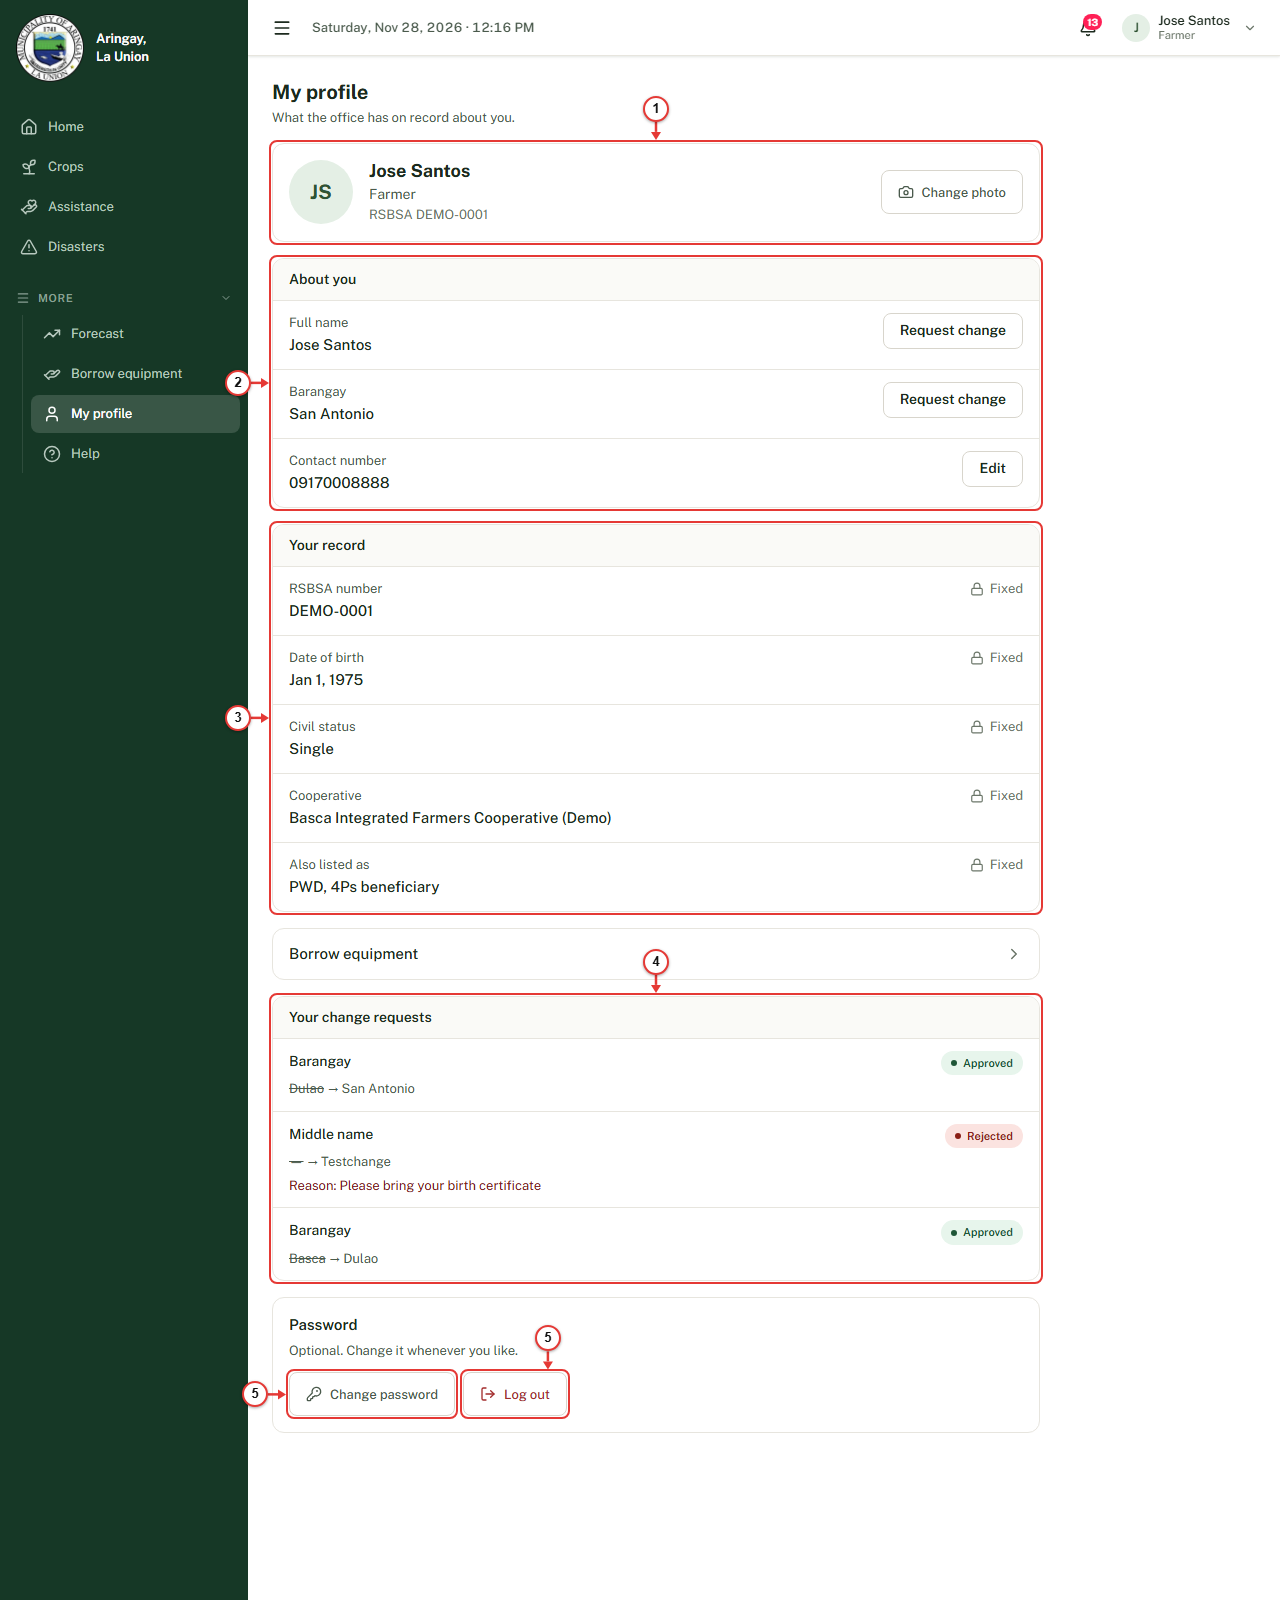 MUNICIPALITY OF ARINGAY
1741
LA UNION
Aringay,
La Union
Home
Crops
Assistance
Disasters
MORE
Forecast
Borrow equipment
My profile
Help
Saturday, Nov 28, 2026 · 12:16 PM
13
J
Jose Santos
Farmer
My profile
What the office has on record about you.
1
JS
Jose Santos
Farmer
RSBSA DEMO-0001
Change photo
2
About you
Full name
Jose Santos
Request change
Barangay
San Antonio
Request change
Contact number
09170008888
Edit
3
Your record
RSBSA number
DEMO-0001
Fixed
Date of birth
Jan 1, 1975
Fixed
Civil status
Single
Fixed
Cooperative
Basca Integrated Farmers Cooperative (Demo)
Fixed
Also listed as
PWD, 4Ps beneficiary
Fixed
Borrow equipment
4
Your change requests
Barangay
Approved
Dulao → San Antonio
Middle name
Rejected
— → Testchange
Reason: Please bring your birth certificate
Barangay
Approved
Basca → Dulao
Password
Optional. Change it whenever you like.
5
5
Change password
Log out